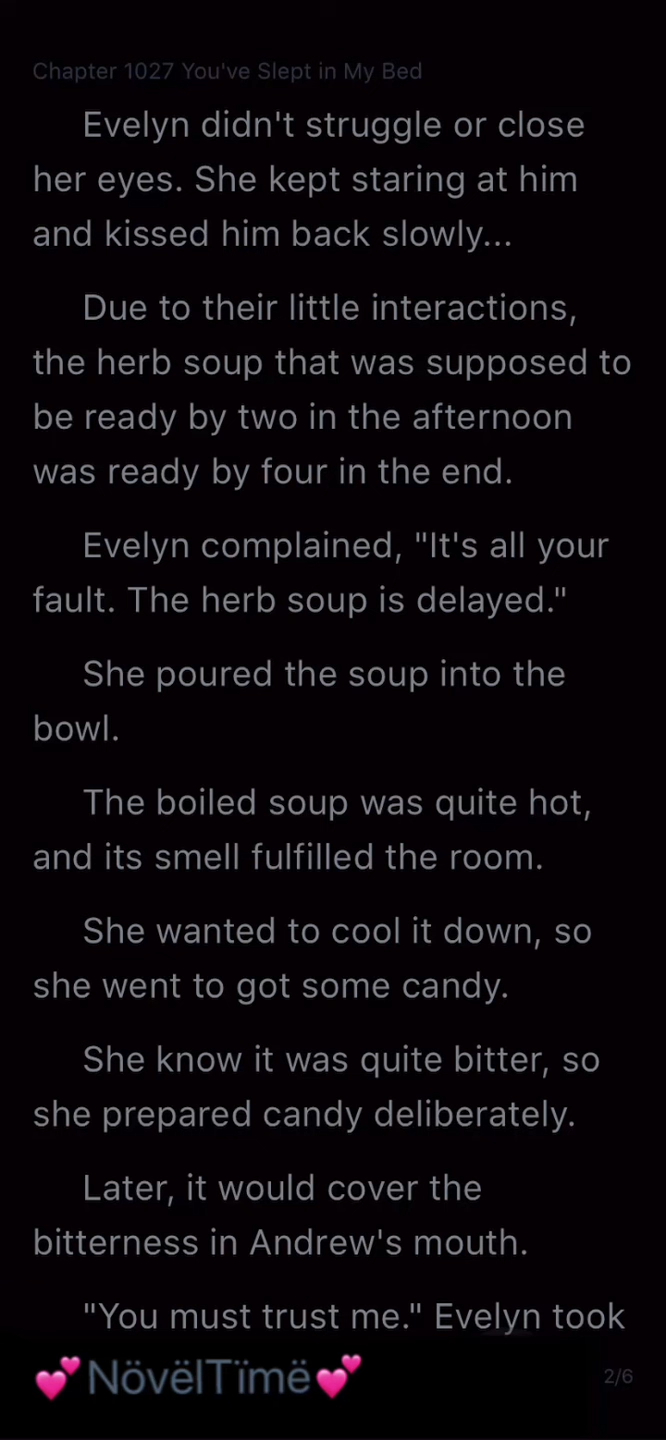 Chapter 1027 You've Slept in My Bed
Evelyn didn't struggle or close
her eyes. She kept staring at him
and kissed him back slowly...
Due to their little interactions,
the herb soup that was supposed to
be ready by two in the afternoon
was ready by four in the end.
Evelyn complained, "It's all your
fault. The herb soup is delayed."
She poured the soup into the
bowl.
The boiled soup was quite hot,
and its smell fulfilled the room.
She wanted to cool it down, so
she went to got some candy.
She know it was quite bitter, so
she prepared candy deliberately.
Later, it would cover the
bitterness in Andrew's mouth.
"You must trust me." Evelyn took
💕NövëlTïmë💕
2/6